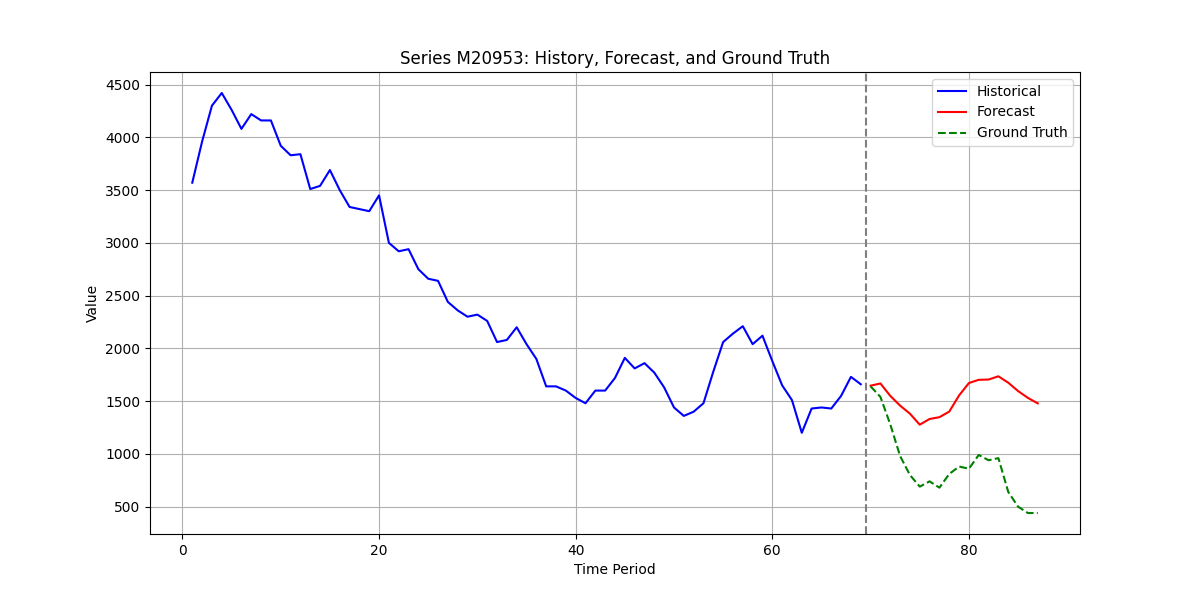 Series M20953: History, Forecast, and Ground Truth
4500
4000
3500
3000
2500
2000
1500
1000
500
Value
0
20
40
60
80
Time Period
Historical
Forecast
Ground Truth